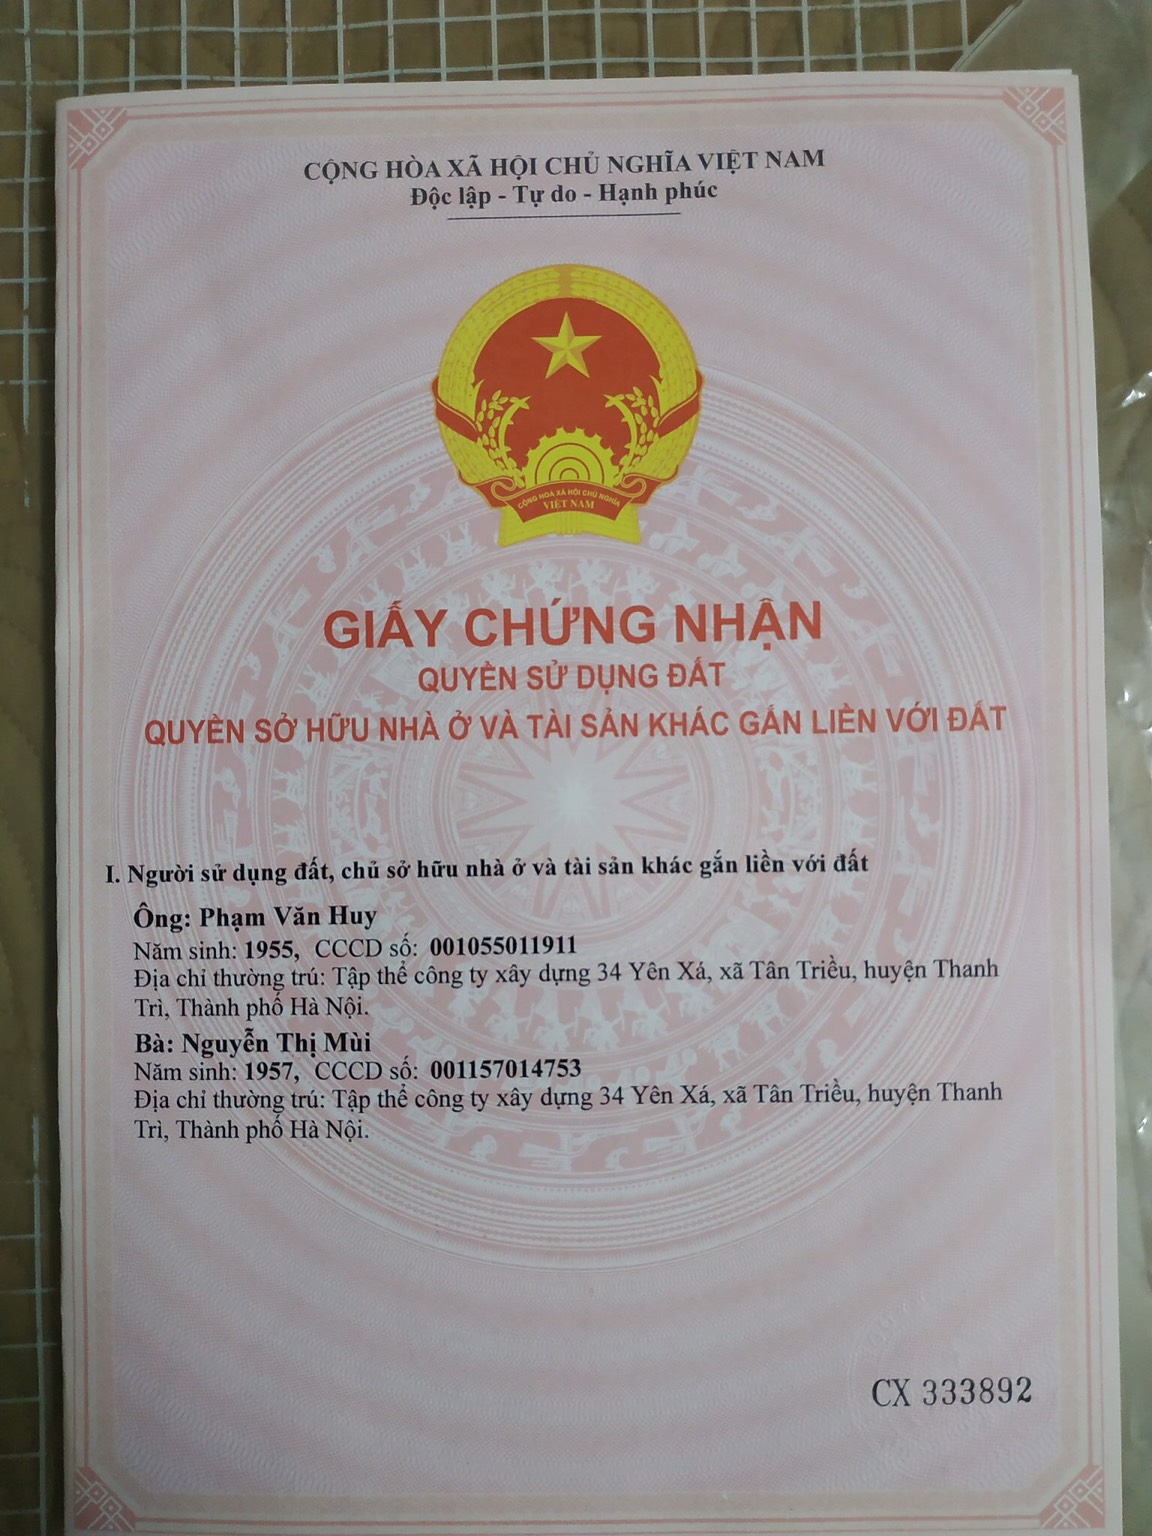 CỘNG HÒA XÃ HỘI CHỦ NGHĨA VIỆT NAM
Độc lập - Tự do - Hạnh phúc
CỘNG HÒA XÃ HỘI CHỦ NGHĨA
VIỆT NAM
GIẤY CHỨNG NHẬN
QUYỀN SỬ DỤNG ĐẤT
QUYỀN SỞ HỮU NHÀ Ở VÀ TÀI SẢN KHÁC GẮN LIỀN VỚI ĐẤT
I. Người sử dụng đất, chủ sở hữu nhà ở và tài sản khác gắn liền với đất
Ông: Phạm Văn Huy
Năm sinh: 1955, CCCD số: 001055011911
Địa chỉ thường trú: Tập thể công ty xây dựng 34 Yên Xá, xã Tân Triều, huyện Thanh
Trì, Thành phố Hà Nội.
Bà: Nguyễn Thị Mùi
Năm sinh: 1957, CCCD số: 001157014753
Địa chỉ thường trú: Tập thể công ty xây dựng 34 Yên Xá, xã Tân Triều, huyện Thanh
Trì, Thành phố Hà Nội.
CX 333892